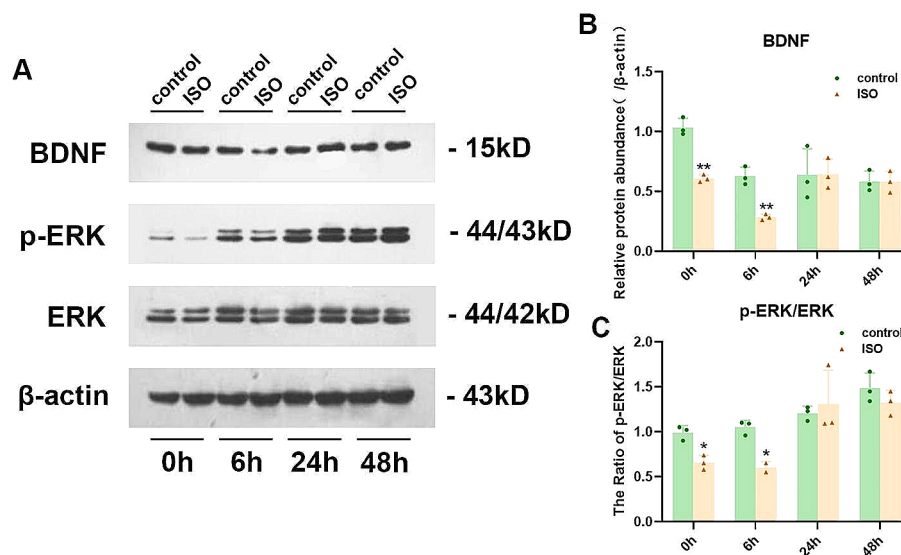 A
control ISO control ISO control ISO control ISO
BDNF
- 15kD
p-ERK
- 44/43kD
ERK
- 44/42kD
β-actin
- 43kD
0h 6h 24h 48h
B
BDNF
Relative protein abundance( /β-actin)
1.5
1.0
0.5
0.0
control
ISO
**
**
0h 6h 24h 48h
C
p-ERK/ERK
The Ratio of p-ERK/ERK
2.0
1.5
1.0
0.5
0.0
control
ISO
*
*
0h 6h 24h 48h